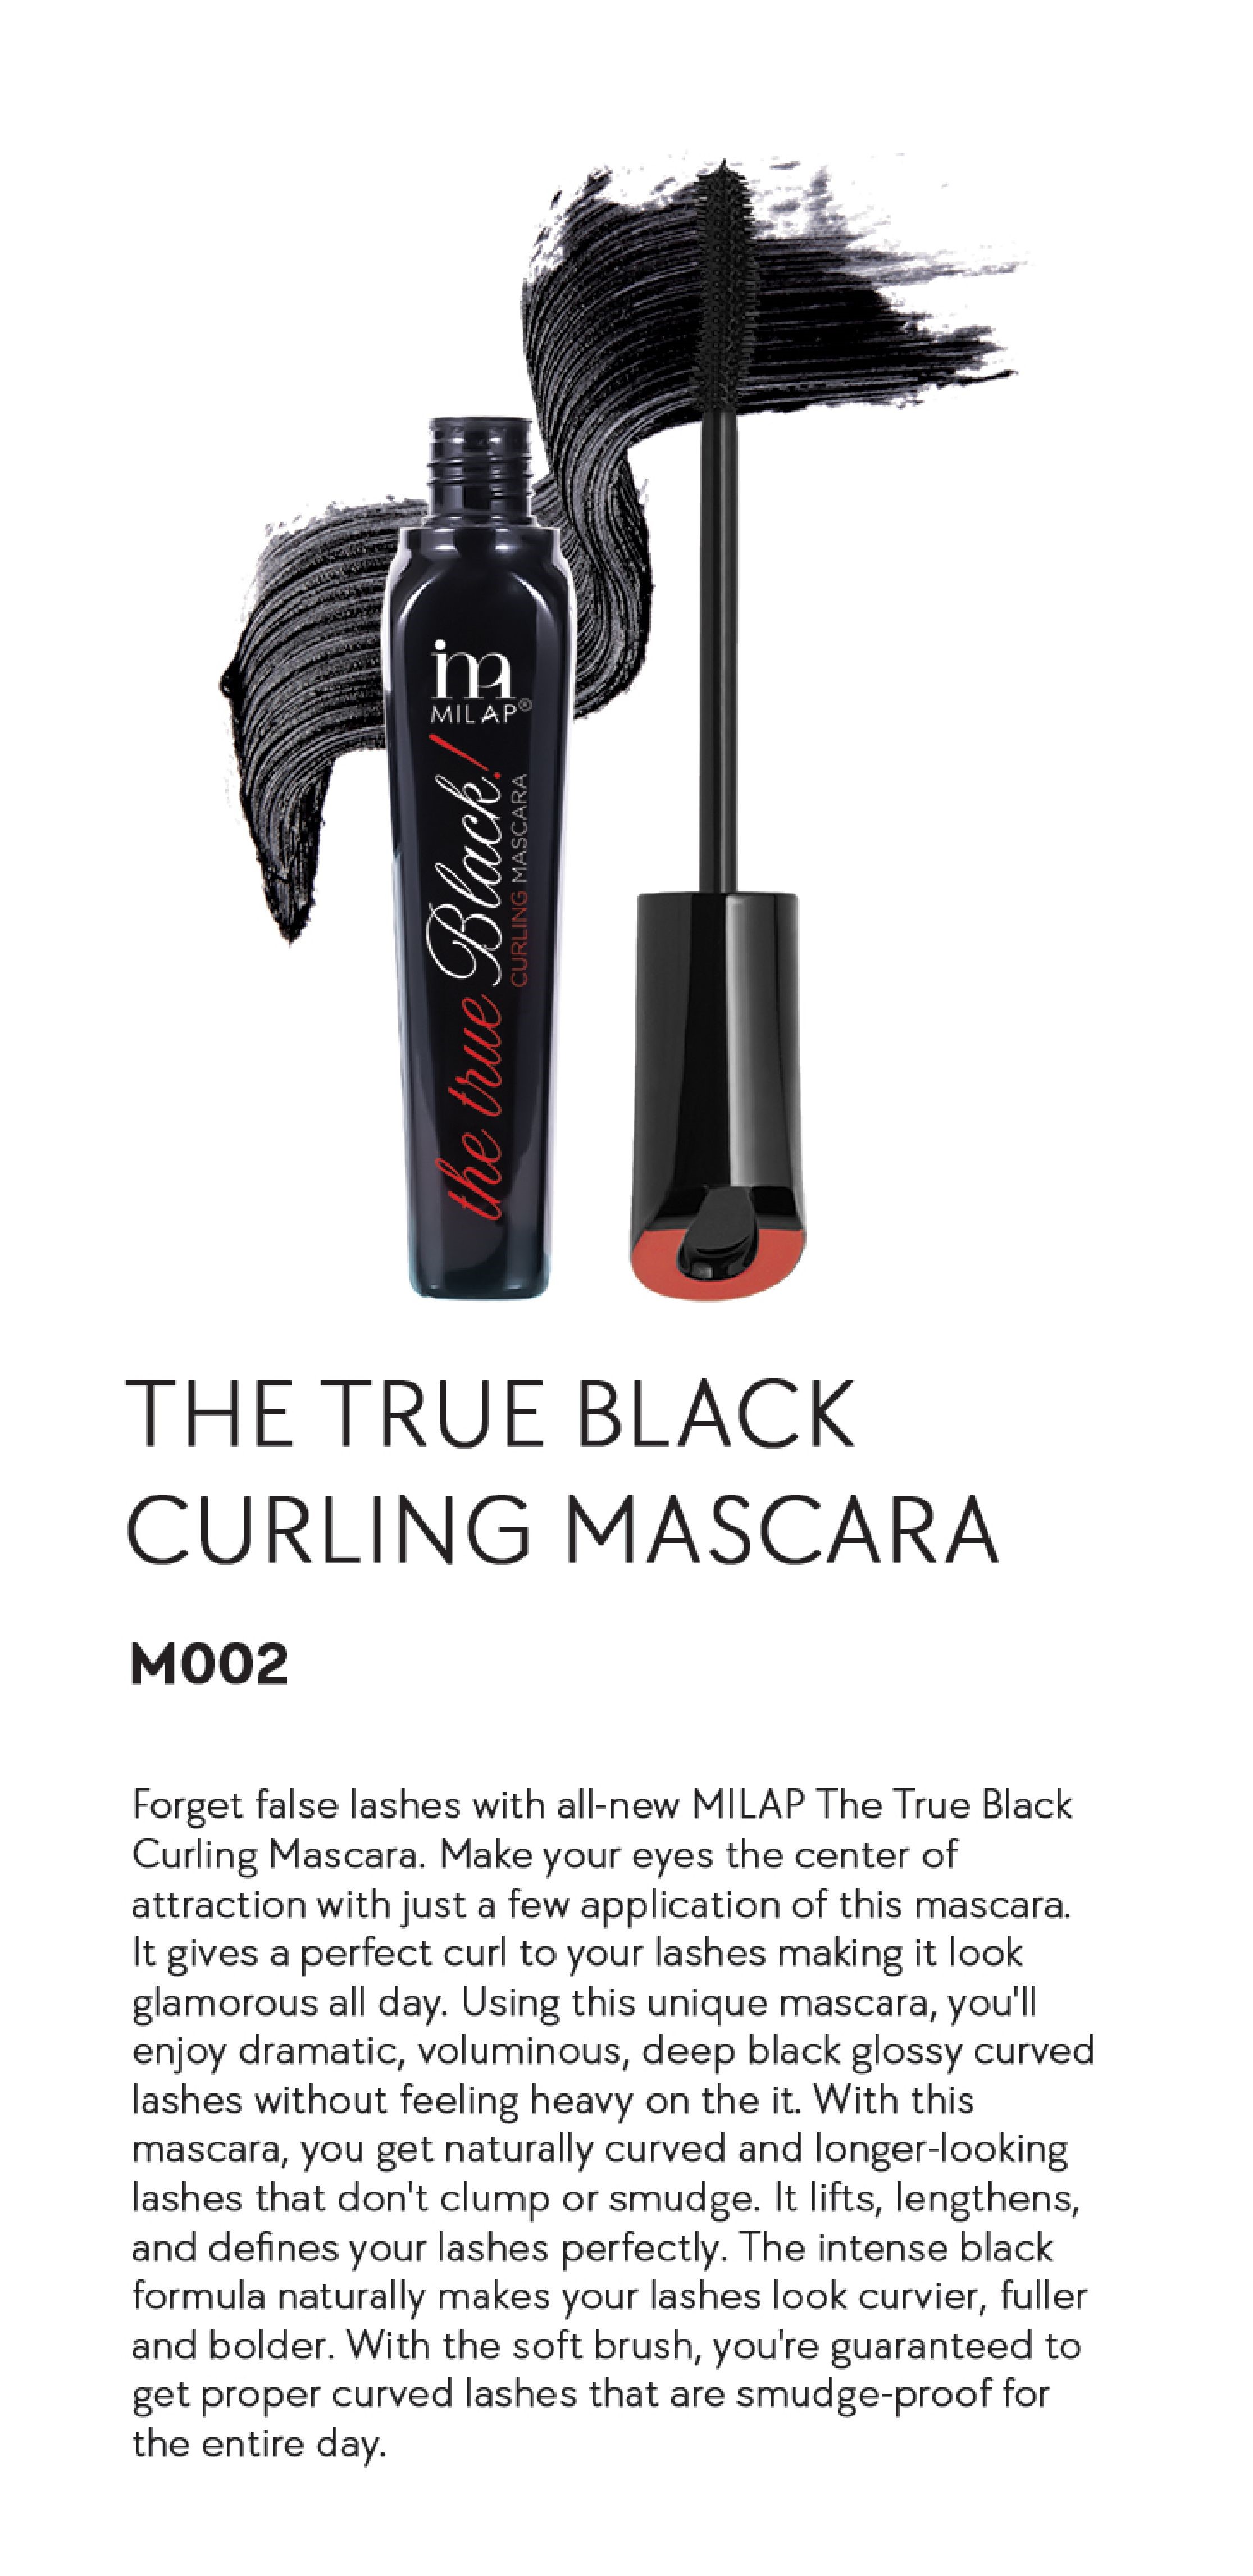 im
MILAP®
the true Black!
CURLING MASCARA
THE TRUE BLACK
CURLING MASCARA
M002
Forget false lashes with all-new MILAP The True Black
Curling Mascara. Make your eyes the center of
attraction with just a few application of this mascara.
It gives a perfect curl to your lashes making it look
glamorous all day. Using this unique mascara, you'll
enjoy dramatic, voluminous, deep black glossy curved
lashes without feeling heavy on the it. With this
mascara, you get naturally curved and longer-looking
lashes that don't clump or smudge. It lifts, lengthens,
and defines your lashes perfectly. The intense black
formula naturally makes your lashes look curvier, fuller
and bolder. With the soft brush, you're guaranteed to
get proper curved lashes that are smudge-proof for
the entire day.